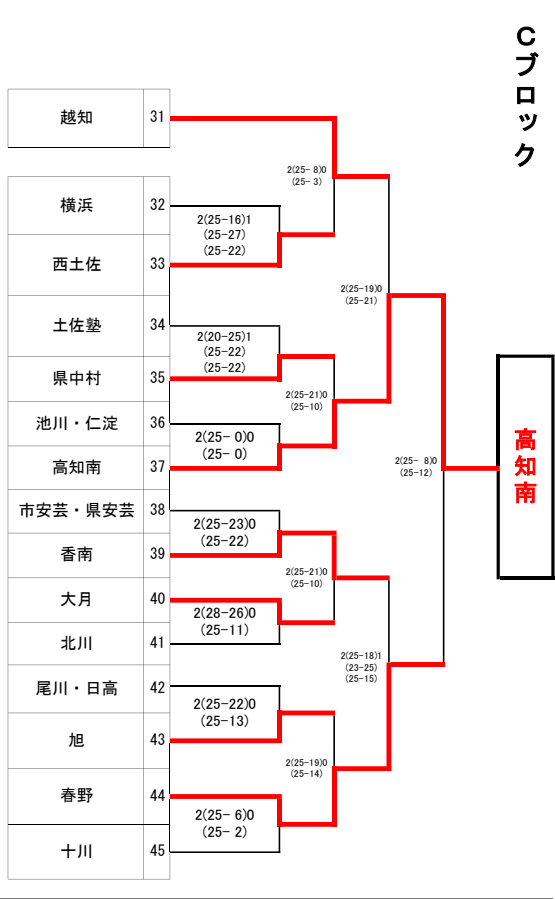 Cブロック
越知 31
2(25- 8)0
(25- 3)
横浜 32
2(25-16)1
(25-27)
(25-22)
西土佐 33
2(25-19)0
(25-21)
土佐塾 34
2(20-25)1
(25-22)
(25-22)
県中村 35
2(25-21)0
(25-10)
池川・仁淀 36
2(25- 0)0
(25- 0)
高知南 37
2(25- 8)0
(25-12)
高知南
市安芸・県安芸 38
2(25-23)0
(25-22)
香南 39
2(25-21)0
(25-10)
大月 40
2(28-26)0
(25-11)
北川 41
2(25-18)1
(23-25)
(25-15)
尾川・日高 42
2(25-22)0
(25-13)
旭 43
2(25-19)0
(25-14)
春野 44
2(25- 6)0
(25- 2)
十川 45